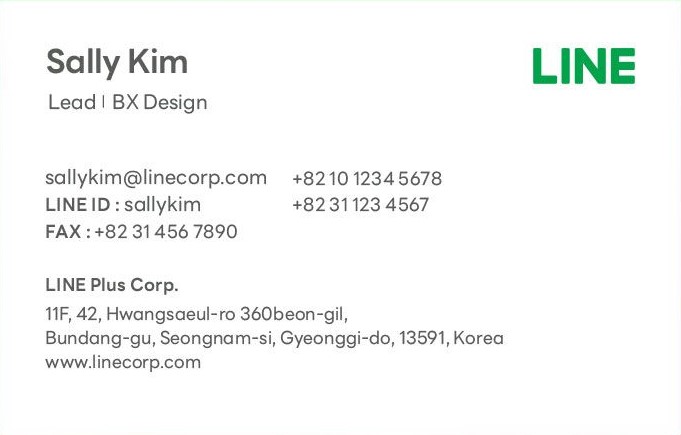 Sally Kim
LINE
Lead | BX Design
sallykim@linecorp.com +82 10 1234 5678
LINE ID : sallykim +82 31 123 4567
FAX : +82 31 456 7890
LINE Plus Corp.
11F, 42, Hwangsaeul-ro 360beon-gil,
Bundang-gu, Seongnam-si, Gyeonggi-do, 13591, Korea
www.linecorp.com